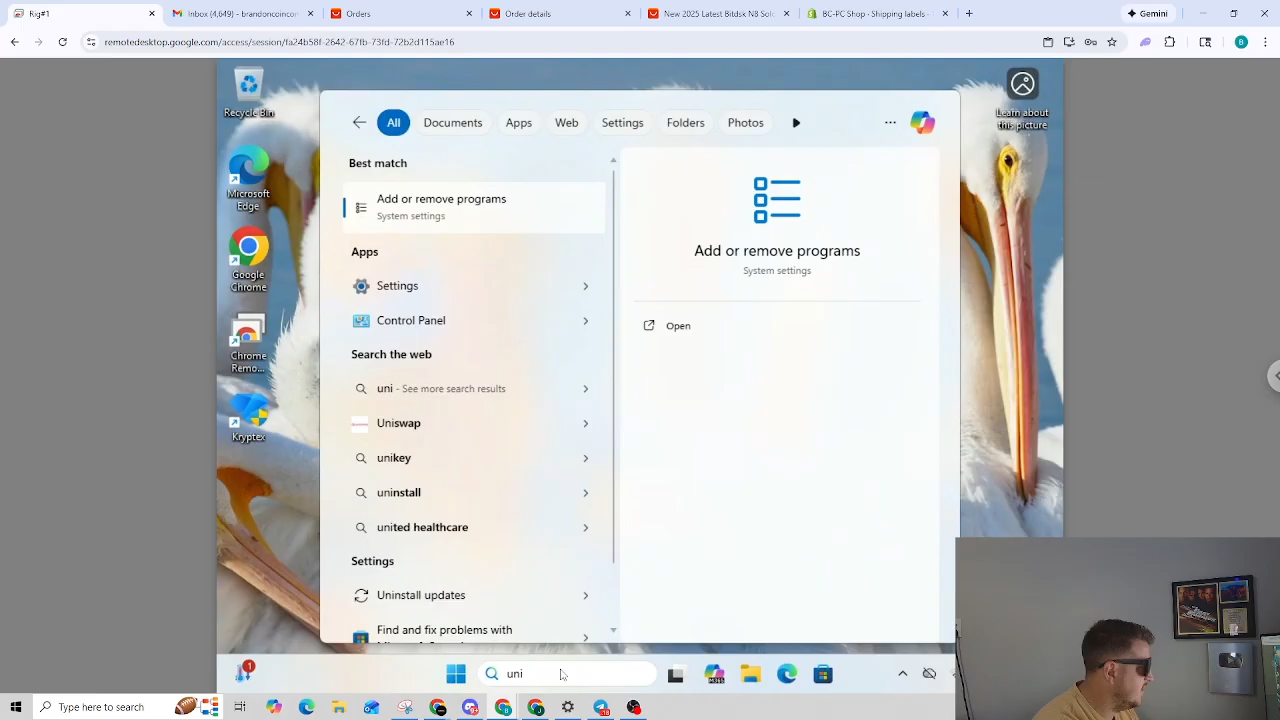 Rig#1
Inbox (4,649) - brandoncoincor
Orders
Order details
New 2025 Latest Bitdsk N8 Solo
BC-PC Shop · Shipping labels ·
Gemini
remotedesktop.google.com/access/session/fa24b58f-2642-67fb-73fd-72b2d115ae16
B
Recycle Bin
Microsoft
Edge
Google
Chrome
Chrome
Remo...
Kryptex
Learn about
this picture
All
Documents
Apps
Web
Settings
Folders
Photos
Best match
Add or remove programs
System settings
Apps
Settings
Control Panel
Search the web
uni - See more search results
Uniswap
unikey
uninstall
united healthcare
Settings
Uninstall updates
Find and fix problems with
Add or remove programs
System settings
Open
1
uni
M365
Type here to search